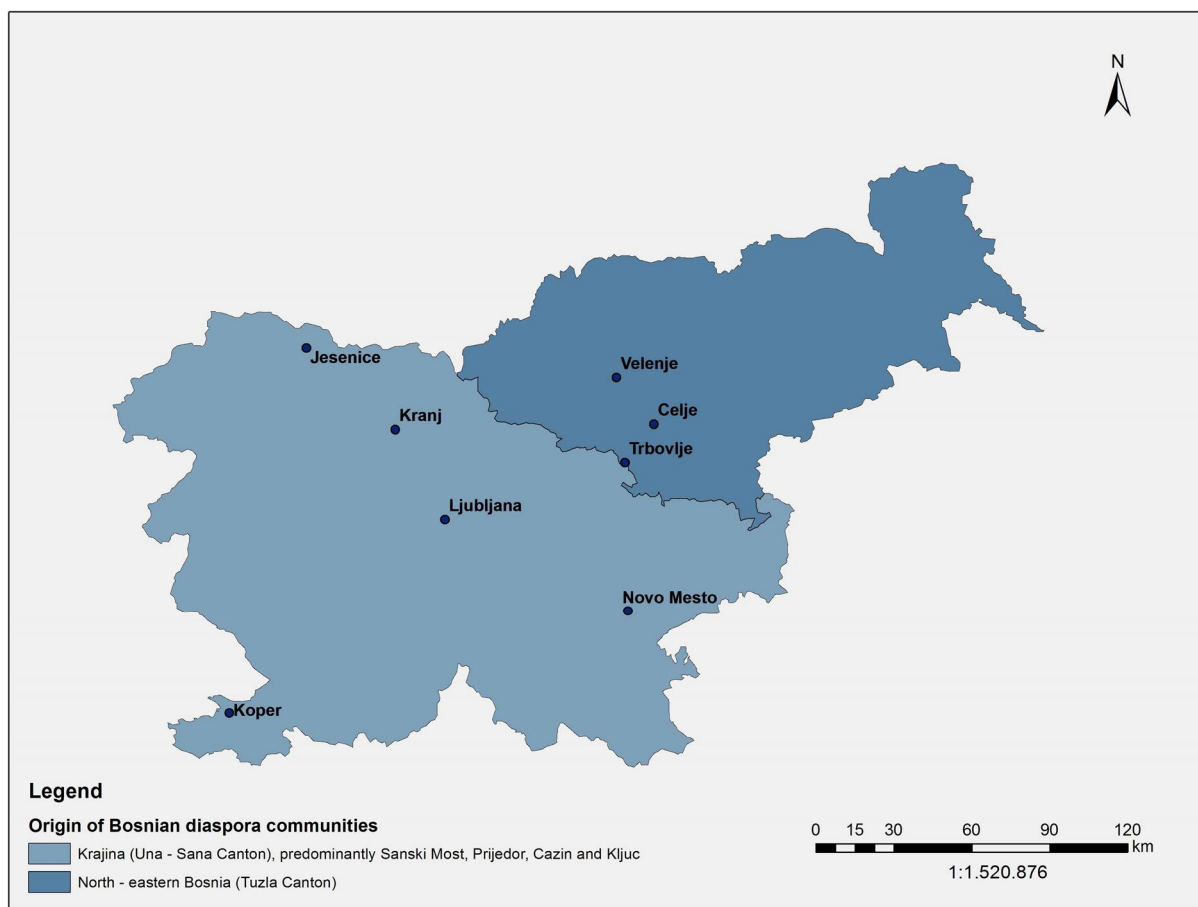 N
Jesenice
Velenje
Kranj
Celje
Trbovlje
Ljubljana
Novo Mesto
Koper
Legend
Origin of Bosnian diaspora communities
Krajina (Una - Sana Canton), predominantly Sanski Most, Prijedor, Cazin and Kljuc
North - eastern Bosnia (Tuzla Canton)
0 15 30 60 90 120
km
1:1.520.876